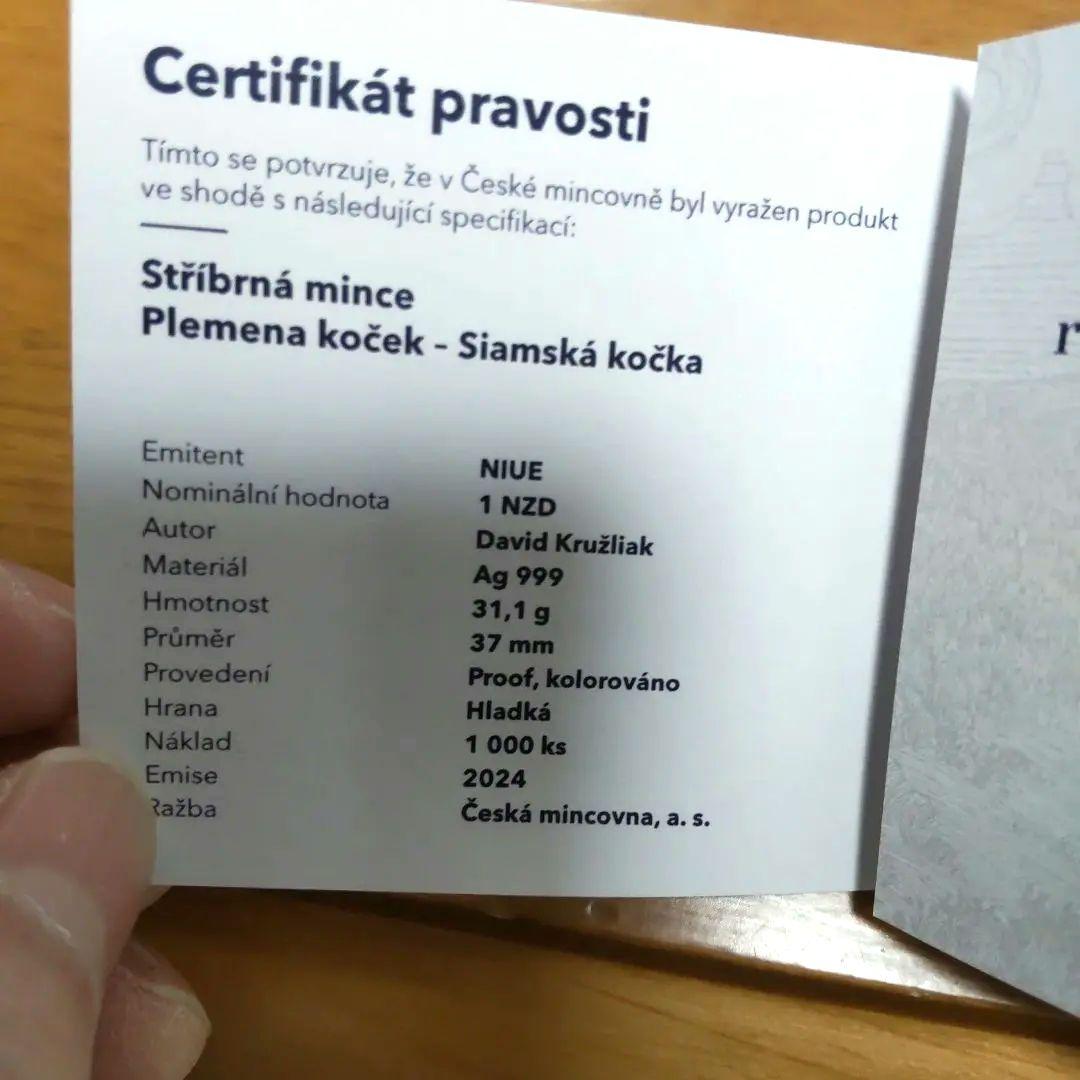 Certifikát pravosti
Tímto se potvrzuje, že v České mincovně byl vyražen produkt
ve shodě s následující specifikací:
Stříbrná mince
Plemena koček – Siamská kočka
Emitent NIUE
Nominální hodnota 1 NZD
Autor David Kružliak
Materiál Ag 999
Hmotnost 31,1 g
Průměr 37 mm
Provedení Proof, kolorováno
Hrana Hladká
Náklad 1 000 ks
Emise 2024
Ražba Česká mincovna, a. s.
r